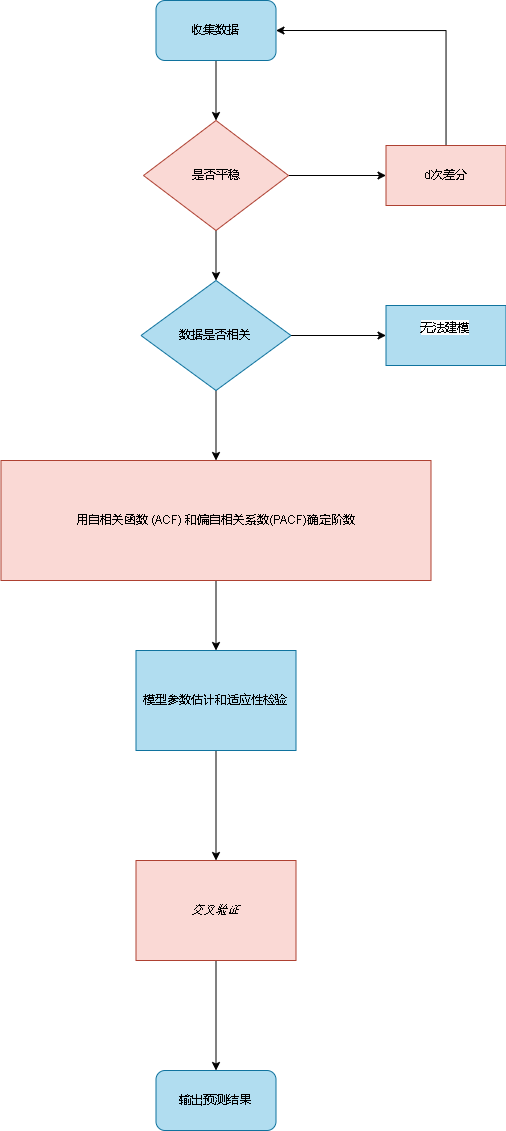 收集数据
是否平稳
d次差分
数据是否相关
无法建模
用自相关函数 (ACF) 和偏自相关系数(PACF)确定阶数
模型参数估计和适应性检验
交叉验证
输出预测结果